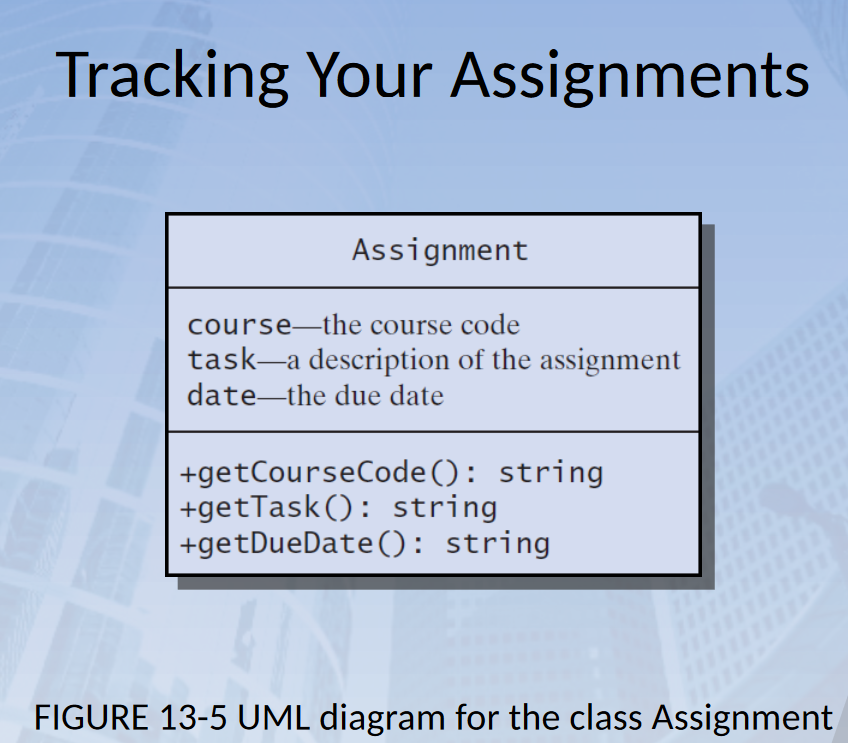 Tracking Your Assignments
Assignment
course—the course code
task—a description of the assignment
date—the due date
+getCourseCode(): string
+getTask(): string
+getDueDate(): string
FIGURE 13-5 UML diagram for the class Assignment